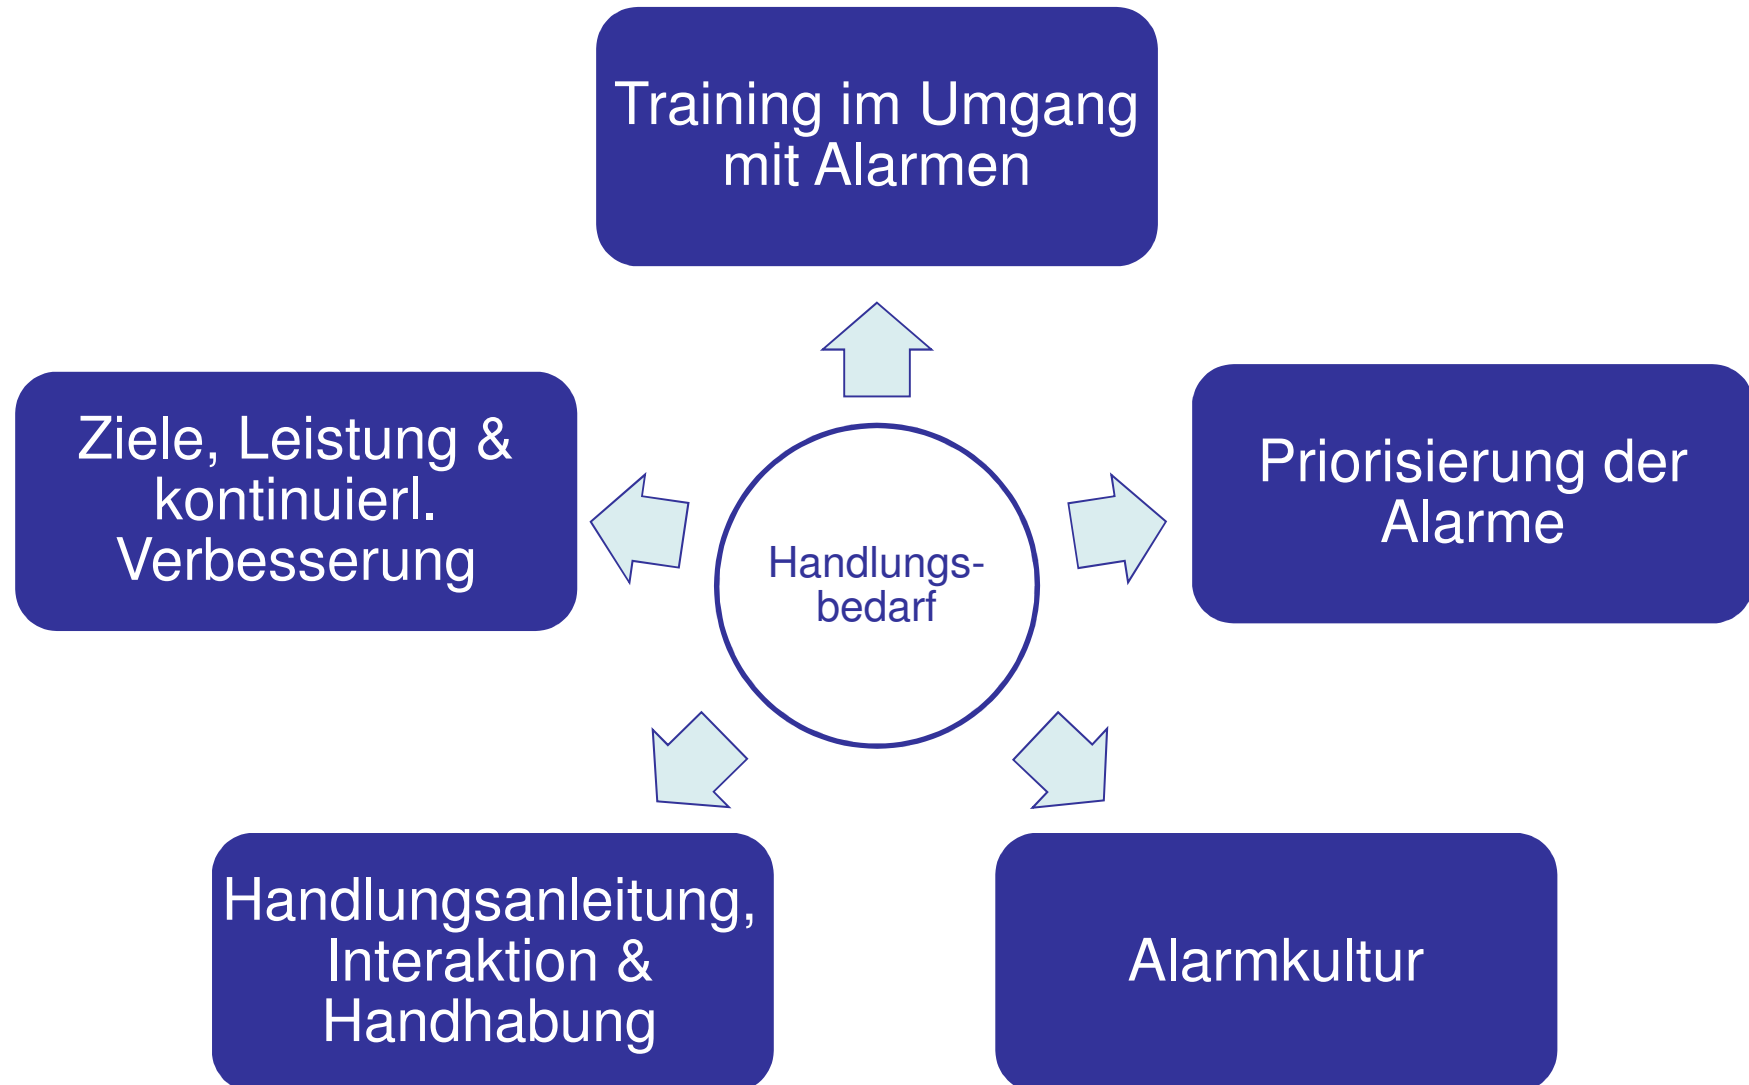 Training im Umgang
mit Alarmen
Ziele, Leistung &
kontinuierl.
Verbesserung
Priorisierung der
Alarme
Handlungs-
bedarf
Handlungsanleitung,
Interaktion &
Handhabung
Alarmkultur